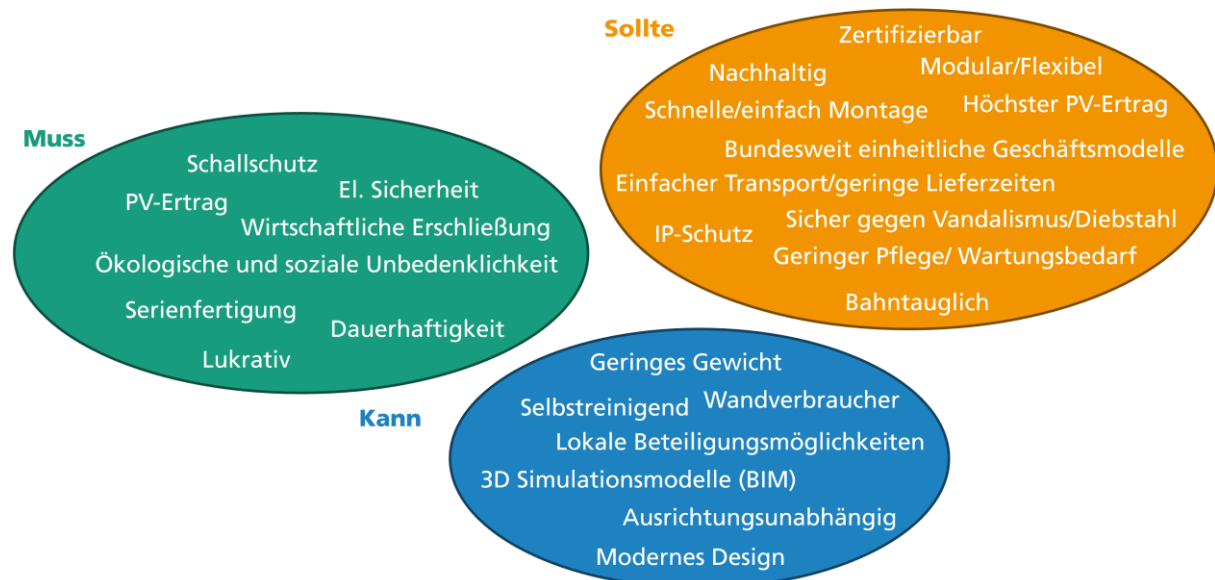 Muss
Schallschutz
El. Sicherheit
PV-Ertrag
Wirtschaftliche Erschließung
Ökologische und soziale Unbedenklichkeit
Serienfertigung
Dauerhaftigkeit
Lukrativ
Sollte
Zertifizierbar
Modular/Flexibel
Nachhaltig
Höchster PV-Ertrag
Schnelle/einfach Montage
Bundesweit einheitliche Geschäftsmodelle
Einfacher Transport/geringe Lieferzeiten
Sicher gegen Vandalismus/Diebstahl
IP-Schutz
Geringer Pflege/ Wartungsbedarf
Bahntauglich
Kann
Geringes Gewicht
Wandverbraucher
Selbstreinigend
Lokale Beteiligungsmöglichkeiten
3D Simulationsmodelle (BIM)
Ausrichtungsunabhängig
Modernes Design